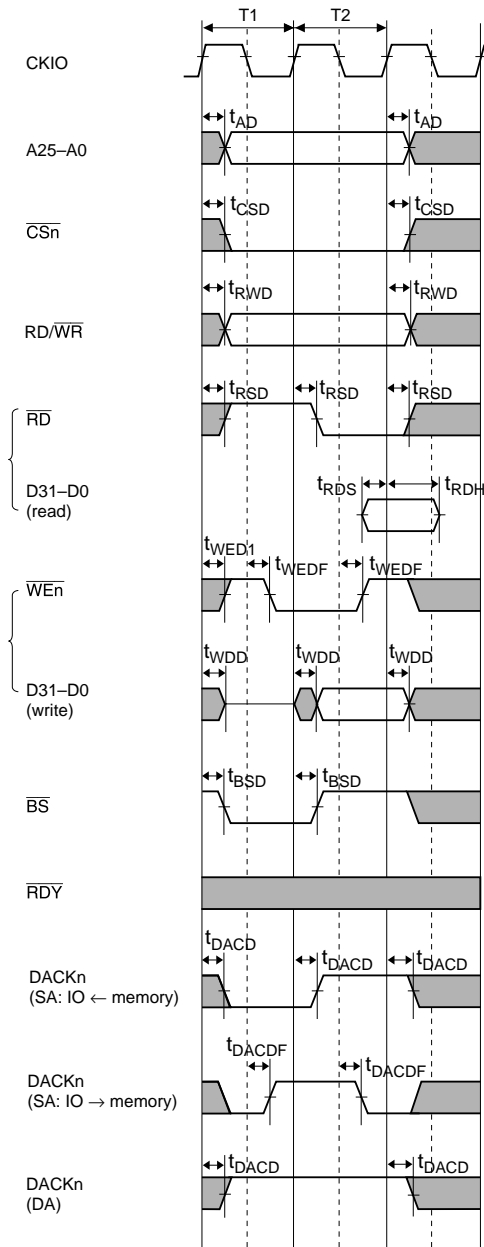 T1 T2
CKIO
tAD tAD
A25–A0
tCSD tCSD
CSn
tRWD tRWD
RD/WR
tRSD tRSD tRSD
RD
tRDS tRDH
D31–D0
(read)
tWED1 tWEDF tWEDF
WEn
tWDD tWDD tWDD
D31–D0
(write)
tBSD tBSD
BS
RDY
tDACD tDACD tDACD
DACKn
(SA: IO ← memory)
tDACDF tDACDF
DACKn
(SA: IO → memory)
tDACD tDACD
DACKn
(DA)